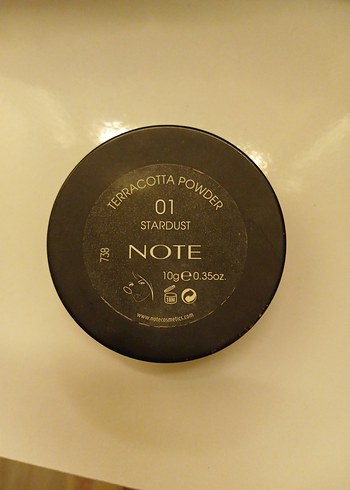 TERRACOTTA POWDER
01
STARDUST
738
NOTE
10g℮0.35oz.
www.notecosmetics.com